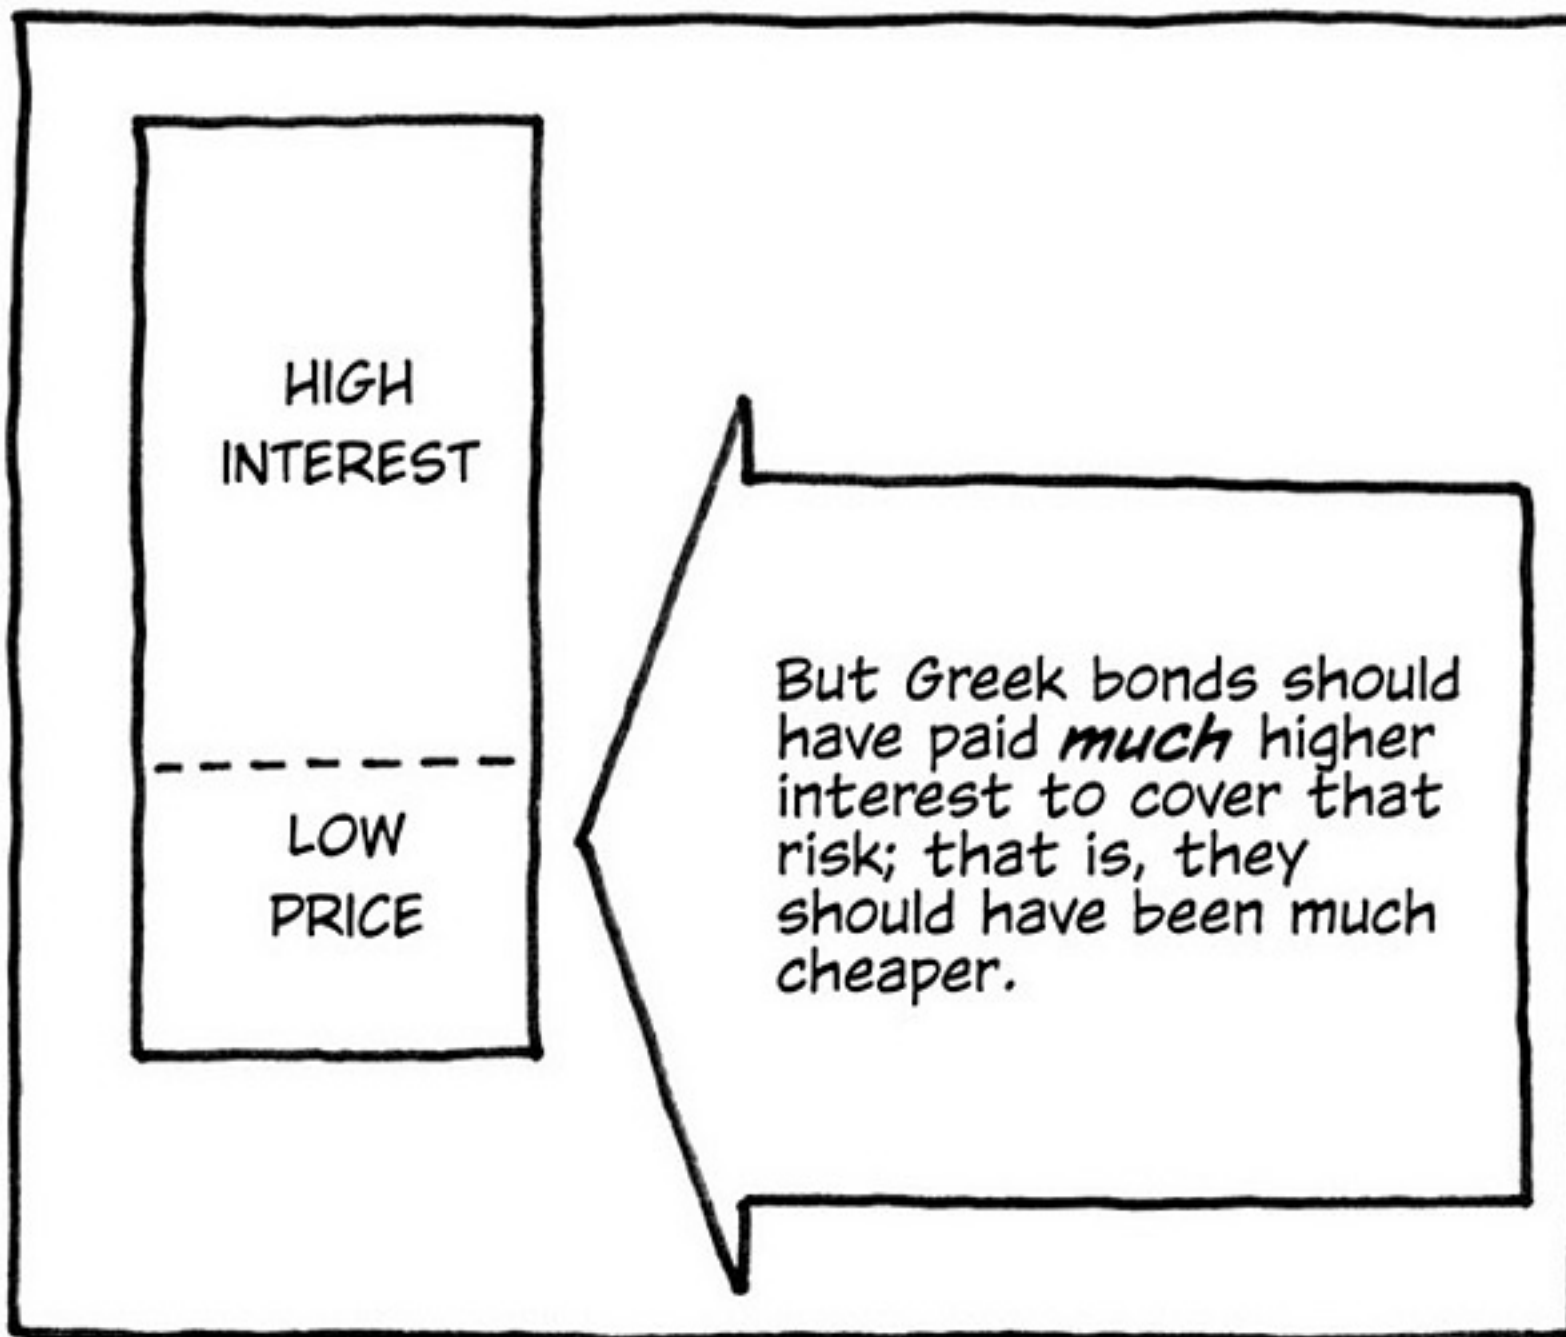 HIGH
INTEREST
LOW
PRICE
But Greek bonds should
have paid much higher
interest to cover that
risk; that is, they
should have been much
cheaper.